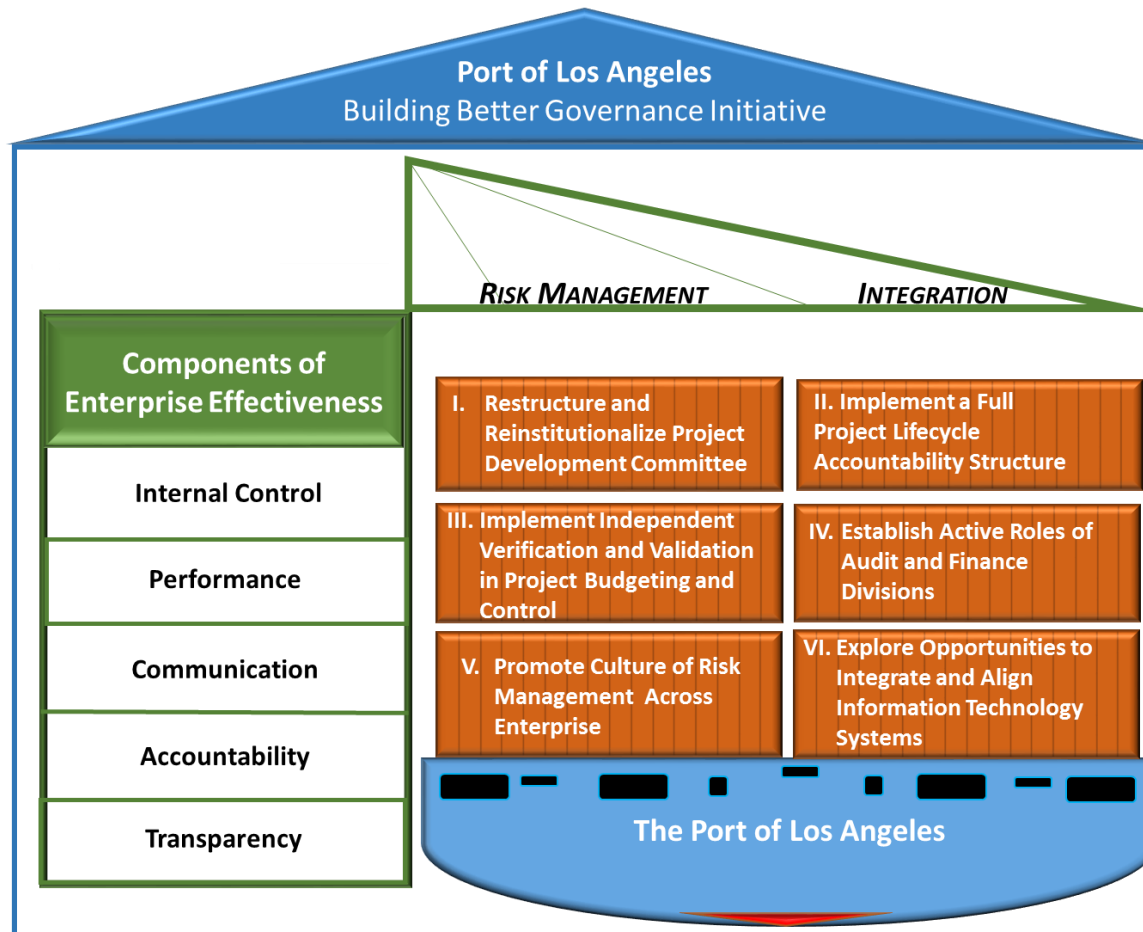 Port of Los Angeles
Building Better Governance Initiative
RISK MANAGEMENT
INTEGRATION
Components of
Enterprise Effectiveness
Internal Control
Performance
Communication
Accountability
Transparency
I. Restructure and
Reinstitutionalize Project
Development Committee
II. Implement a Full
Project Lifecycle
Accountability Structure
III. Implement Independent
Verification and Validation
in Project Budgeting and
Control
IV. Establish Active Roles of
Audit and Finance
Divisions
V. Promote Culture of Risk
Management Across
Enterprise
VI. Explore Opportunities to
Integrate and Align
Information Technology
Systems
The Port of Los Angeles